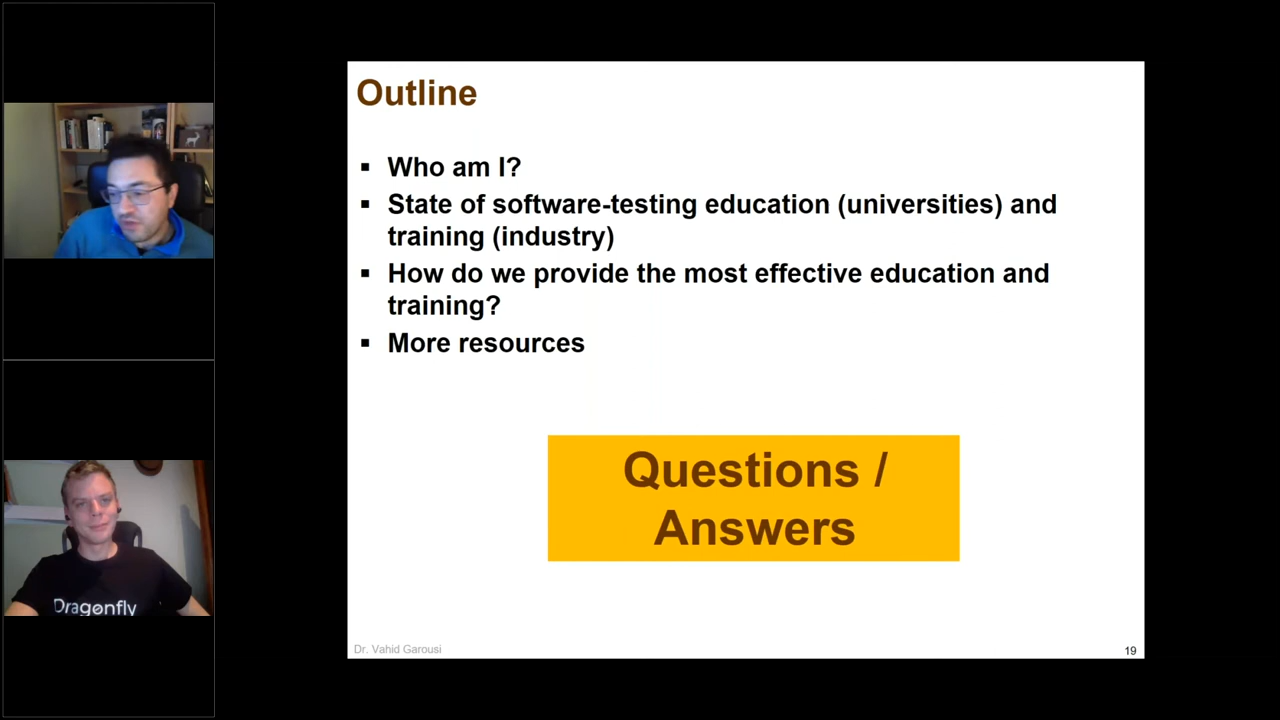 Outline
▪ Who am I?
▪ State of software-testing education (universities) and
training (industry)
▪ How do we provide the most effective education and
training?
▪ More resources
Questions /
Answers
Dr. Vahid Garousi
19
Dragonfly